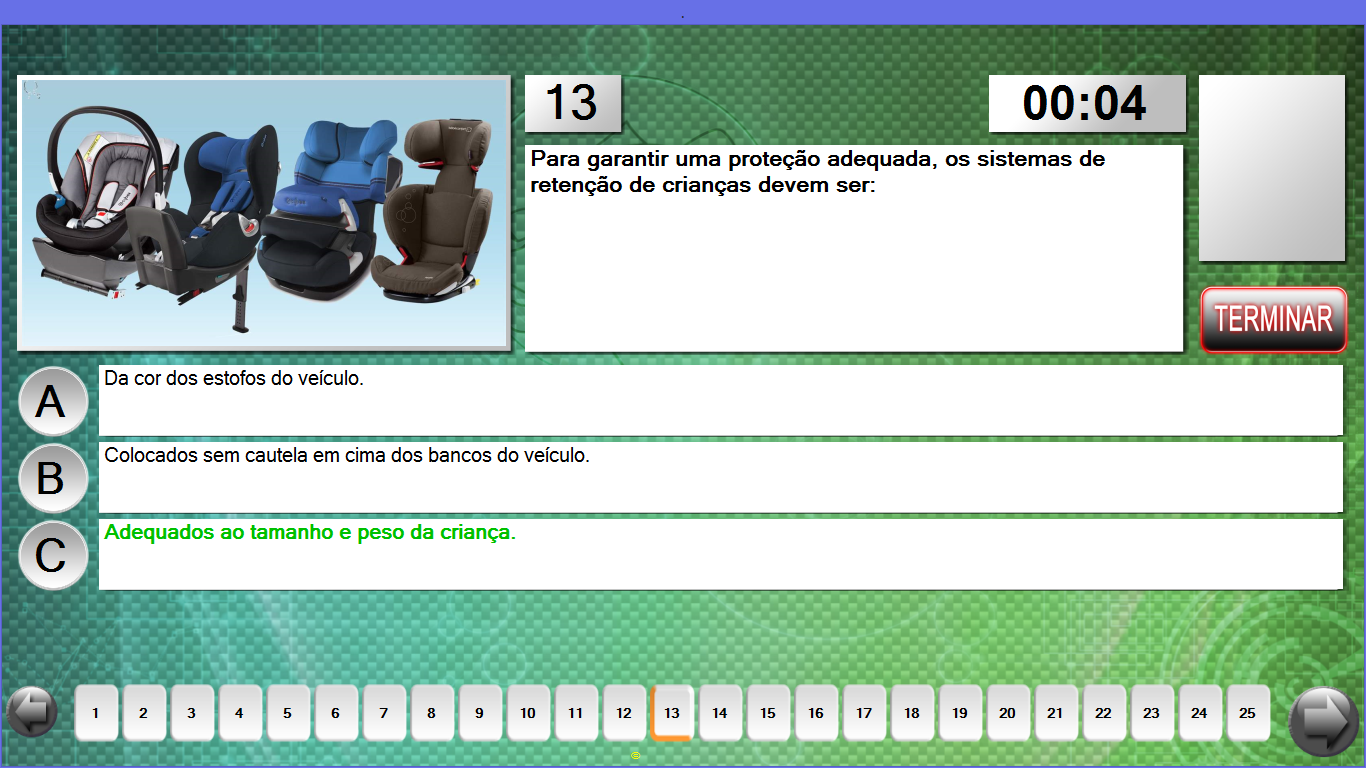 13
00:04
Para garantir uma proteção adequada, os sistemas de
retenção de crianças devem ser:
TERMINAR
A
Da cor dos estofos do veículo.
B
Colocados sem cautela em cima dos bancos do veículo.
C
Adequados ao tamanho e peso da criança.
1 2 3 4 5 6 7 8 9 10 11 12 13 14 15 16 17 18 19 20 21 22 23 24 25